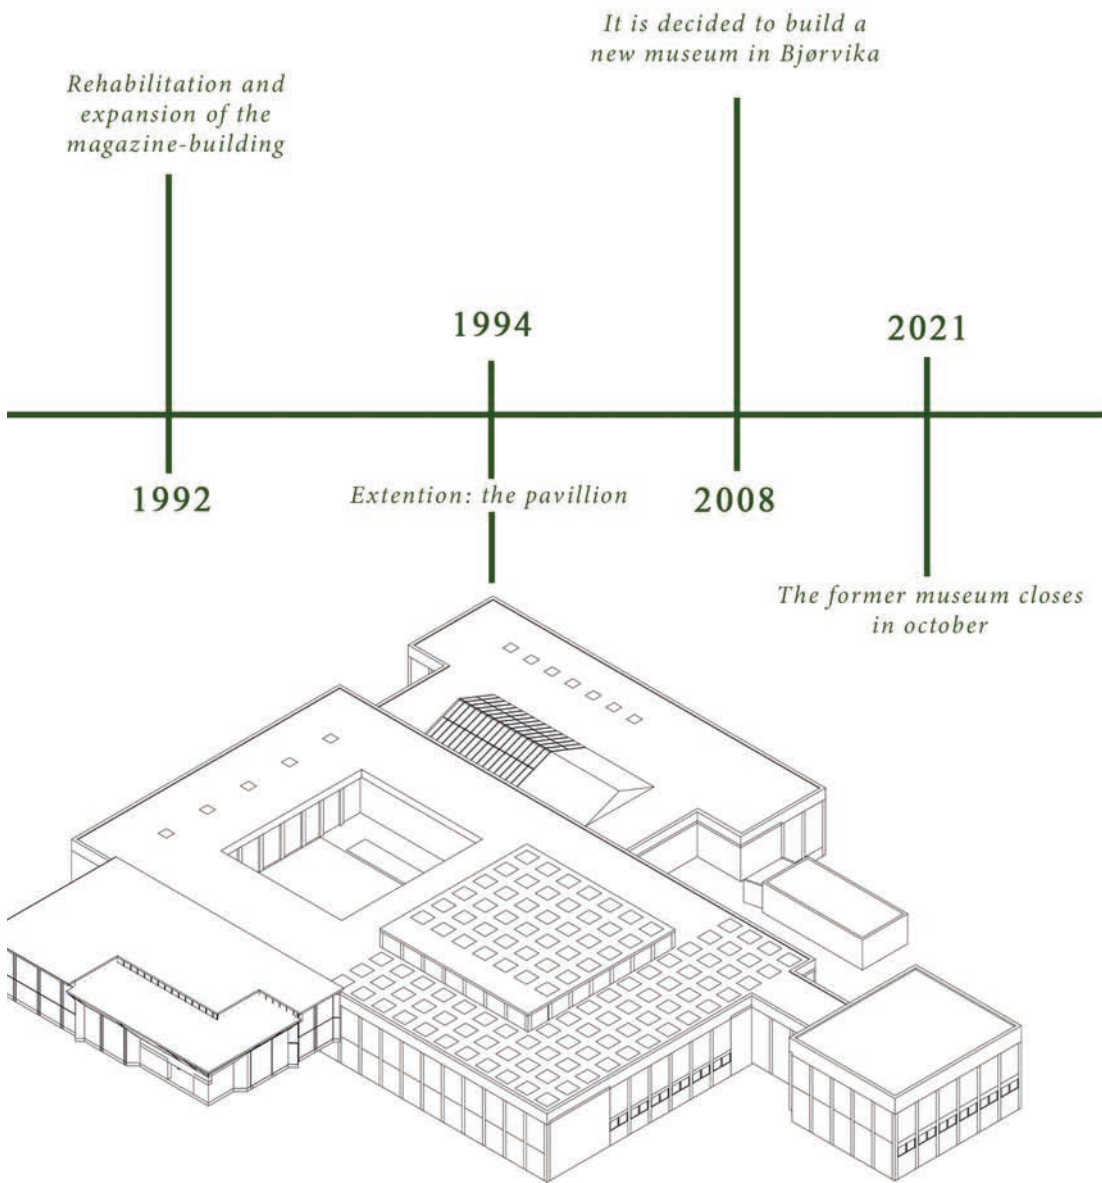 It is decided to build a
new museum in Bjørvika
Rehabilitation and
expansion of the
magazine-building
1994
2021
1992
Extention: the pavillion
2008
The former museum closes
in october